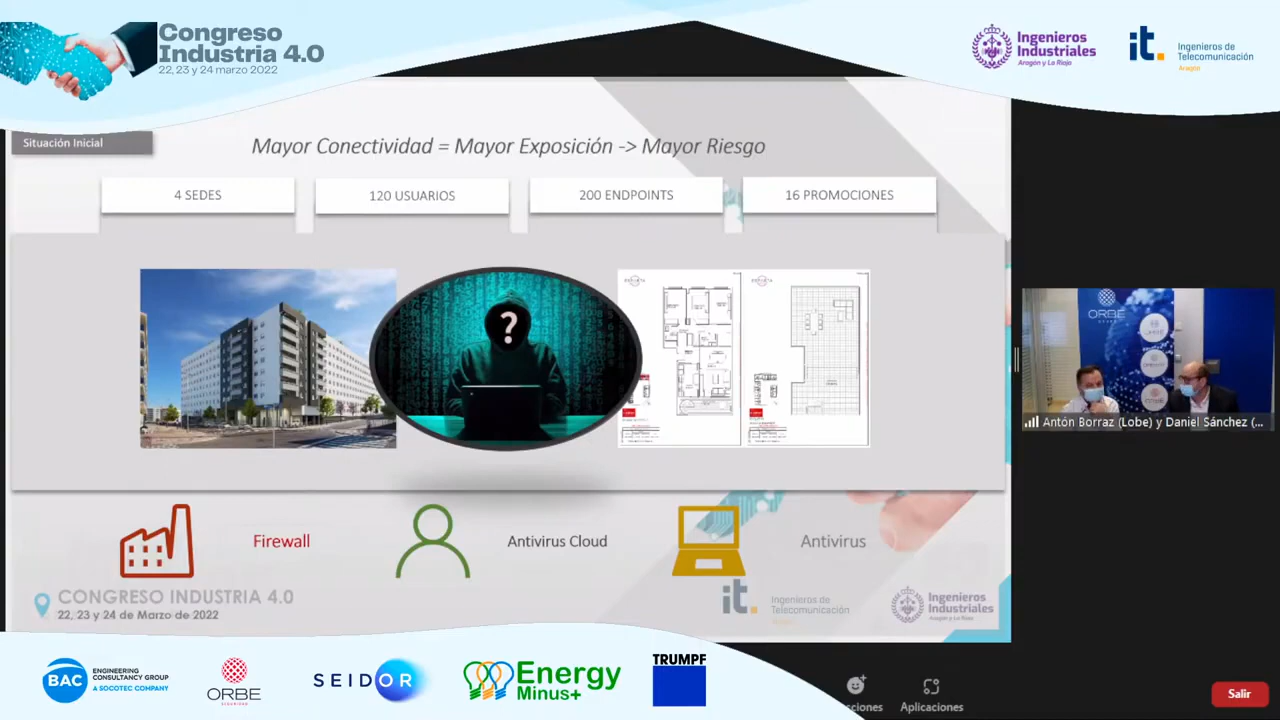 Congreso
Industria 4.0
22, 23 y 24 marzo 2022
Ingenieros
Industriales
Aragón y La Rioja
it.
Ingenieros de
Telecomunicación
Aragón
Situación Inicial
Mayor Conectividad = Mayor Exposición -> Mayor Riesgo
4 SEDES
120 USUARIOS
200 ENDPOINTS
16 PROMOCIONES
?
ORBE
Antón Borraz (Lobe) y Daniel Sánchez (...
Firewall
Antivirus Cloud
Antivirus
CONGRESO INDUSTRIA 4.0
22, 23 y 24 de Marzo de 2022
it.
Ingenieros de
Telecomunicación
Ingenieros
Industriales
Aragón y La Rioja
BAC
ENGINEERING
CONSULTANCY GROUP
A SOCOTEC COMPANY
ORBE
SEGURIDAD
SEIDOR
Energy
Minus+
TRUMPF
ciones
Aplicaciones
Salir